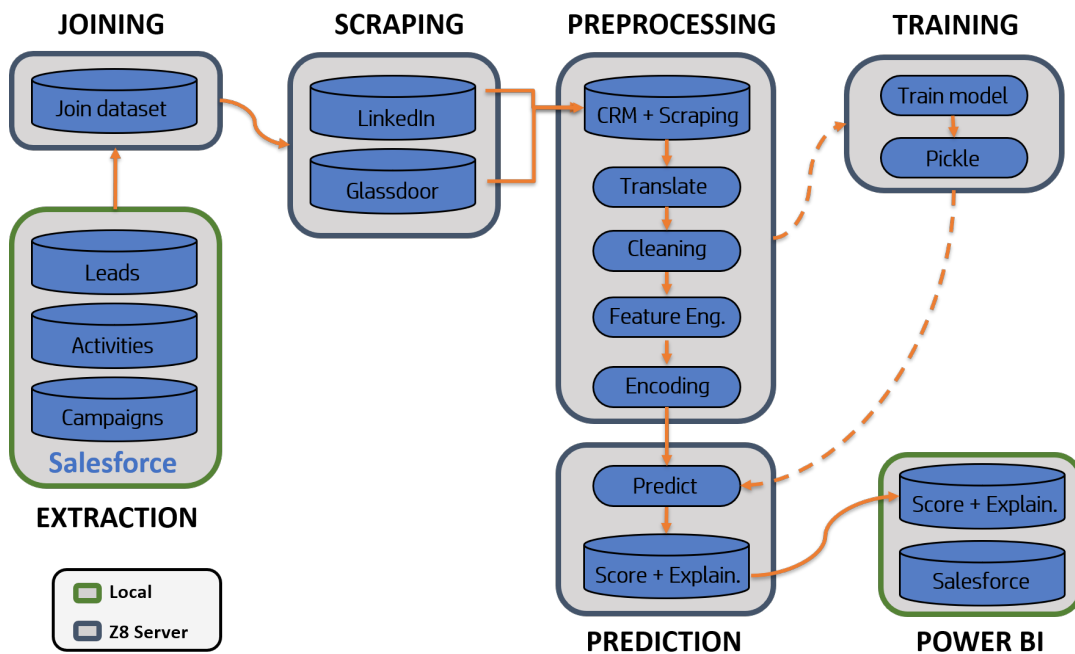 JOINING
Join dataset
Leads
Activities
Campaigns
Salesforce
EXTRACTION
SCRAPING
LinkedIn
Glassdoor
PREPROCESSING
CRM + Scraping
Translate
Cleaning
Feature Eng.
Encoding
TRAINING
Train model
Pickle
Predict
Score + Explain.
PREDICTION
Score + Explain.
Salesforce
POWER BI
Local
Z8 Server